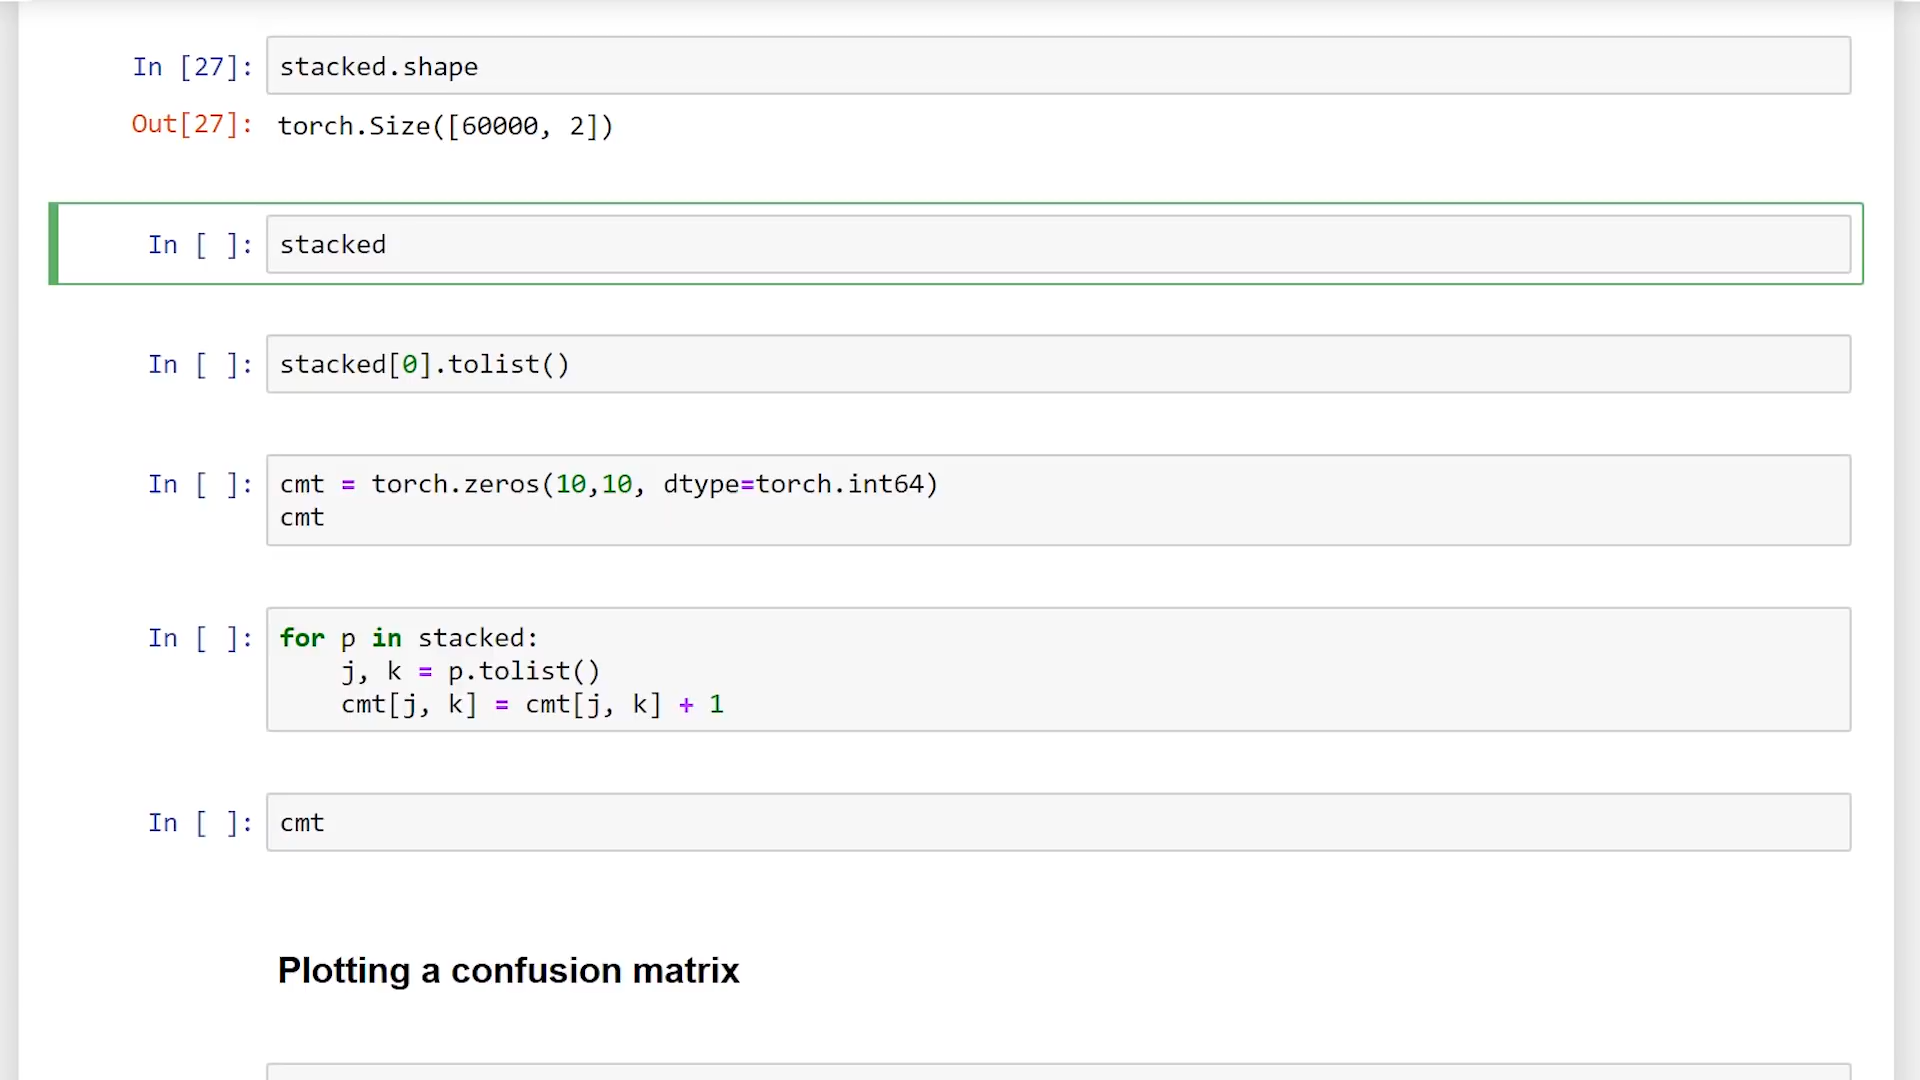 In [27]: stacked.shape
Out[27]: torch.Size([60000, 2])
In [ ]: stacked
In [ ]: stacked[0].tolist()
In [ ]: cmt = torch.zeros(10,10, dtype=torch.int64)
cmt
In [ ]: for p in stacked:
    j, k = p.tolist()
    cmt[j, k] = cmt[j, k] + 1
In [ ]: cmt
Plotting a confusion matrix